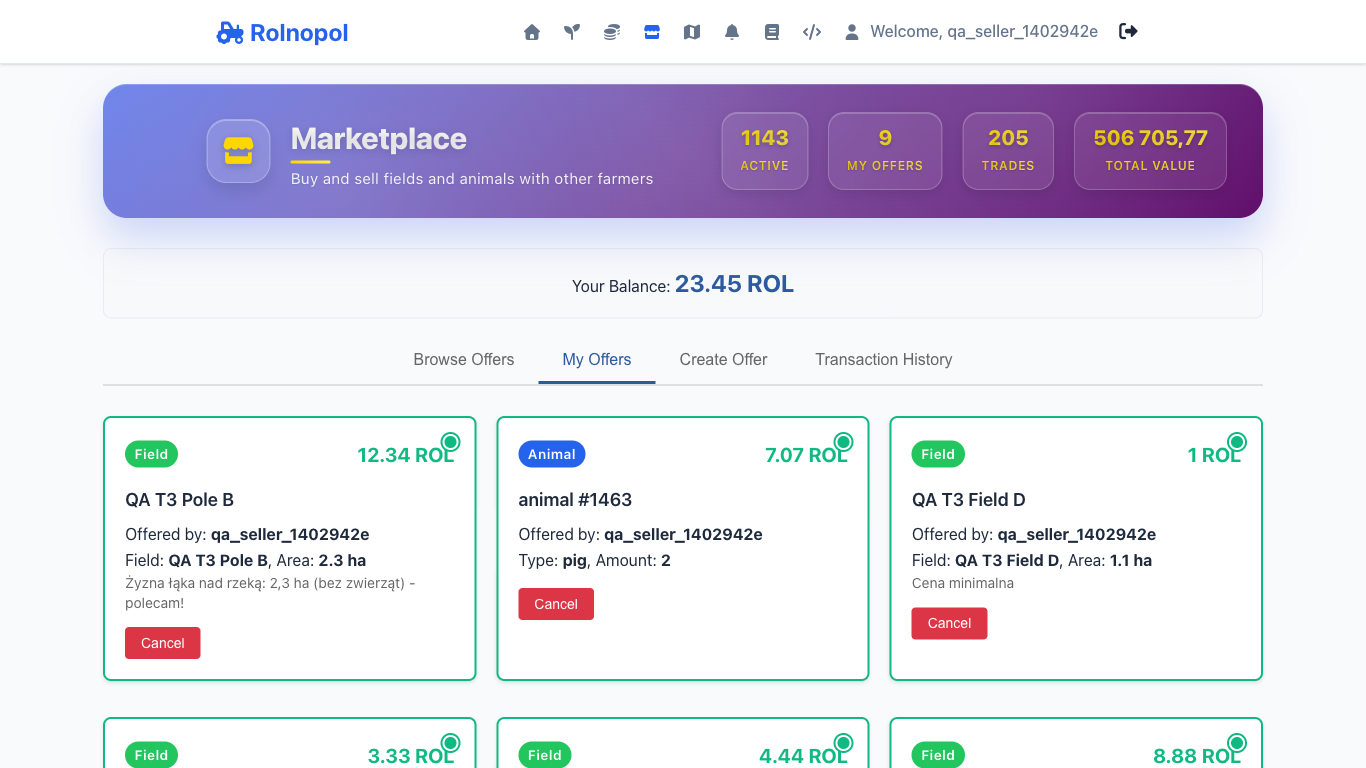 Rolnopol
Welcome, qa_seller_1402942e
Marketplace
Buy and sell fields and animals with other farmers
1143
ACTIVE
9
MY OFFERS
205
TRADES
506 705,77
TOTAL VALUE
Your Balance: 23.45 ROL
Browse Offers
My Offers
Create Offer
Transaction History
Field
12.34 ROL
QA T3 Pole B
Offered by: qa_seller_1402942e
Field: QA T3 Pole B, Area: 2.3 ha
Żyzna łąka nad rzeką: 2,3 ha (bez zwierząt) -
polecam!
Cancel
Animal
7.07 ROL
animal #1463
Offered by: qa_seller_1402942e
Type: pig, Amount: 2
Cancel
Field
1 ROL
QA T3 Field D
Offered by: qa_seller_1402942e
Field: QA T3 Field D, Area: 1.1 ha
Cena minimalna
Cancel
Field
3.33 ROL
Field
4.44 ROL
Field
8.88 ROL